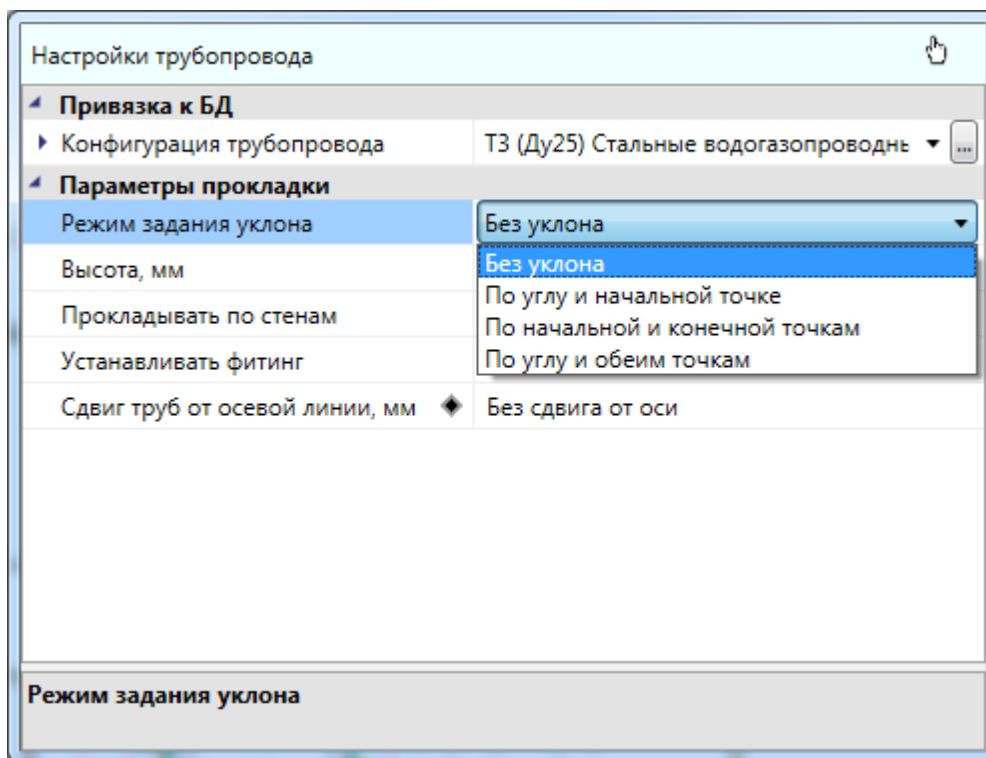 Настройки трубопровода
Привязка к БД
Конфигурация трубопровода Т3 (Ду25) Стальные водогазопроводны ...
Параметры прокладки
Режим задания уклона Без уклона
Высота, мм Без уклона
Прокладывать по стенам По углу и начальной точке
По начальной и конечной точкам
Устанавливать фитинг По углу и обеим точкам
Сдвиг труб от осевой линии, мм Без сдвига от оси
Режим задания уклона